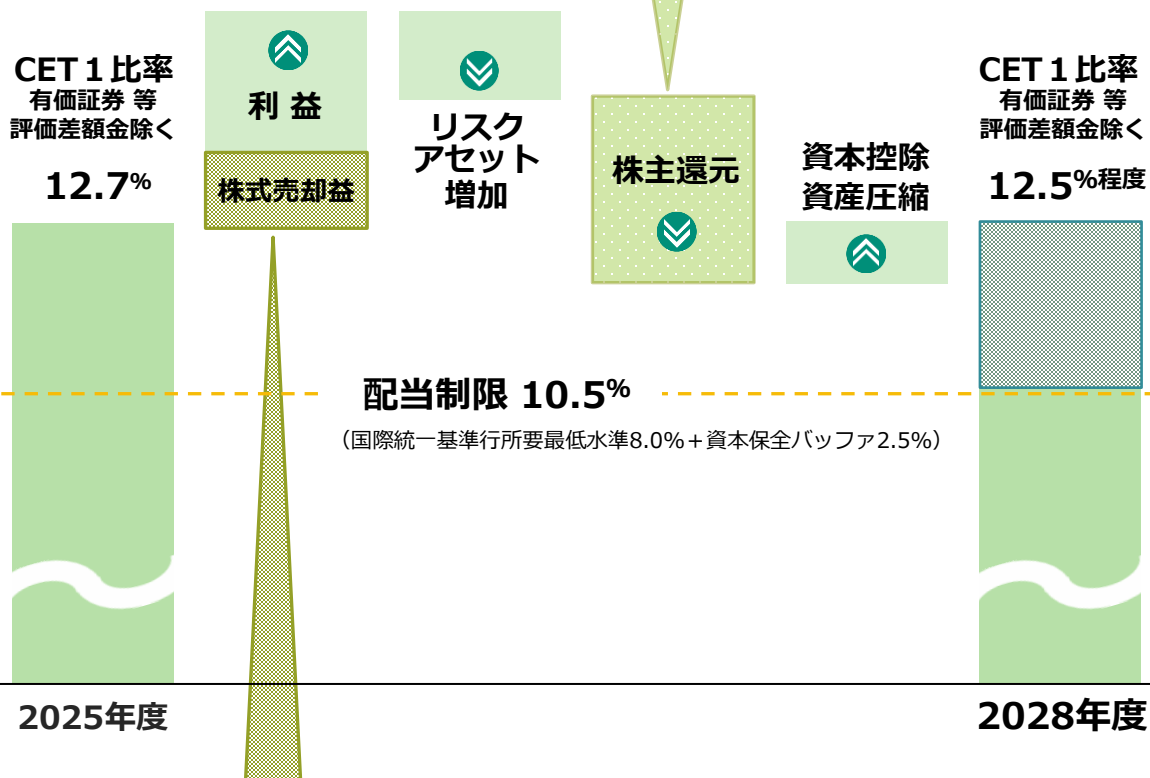 CET１比率
有価証券 等
評価差額金除く
12.7%
利 益
株式売却益
リスク
アセット
増加
株主還元
資本控除
資産圧縮
CET１比率
有価証券 等
評価差額金除く
12.5%程度
配当制限 10.5%
（国際統一基準行所要最低水準8.0%＋資本保全バッファ2.5%）
2025年度
2028年度